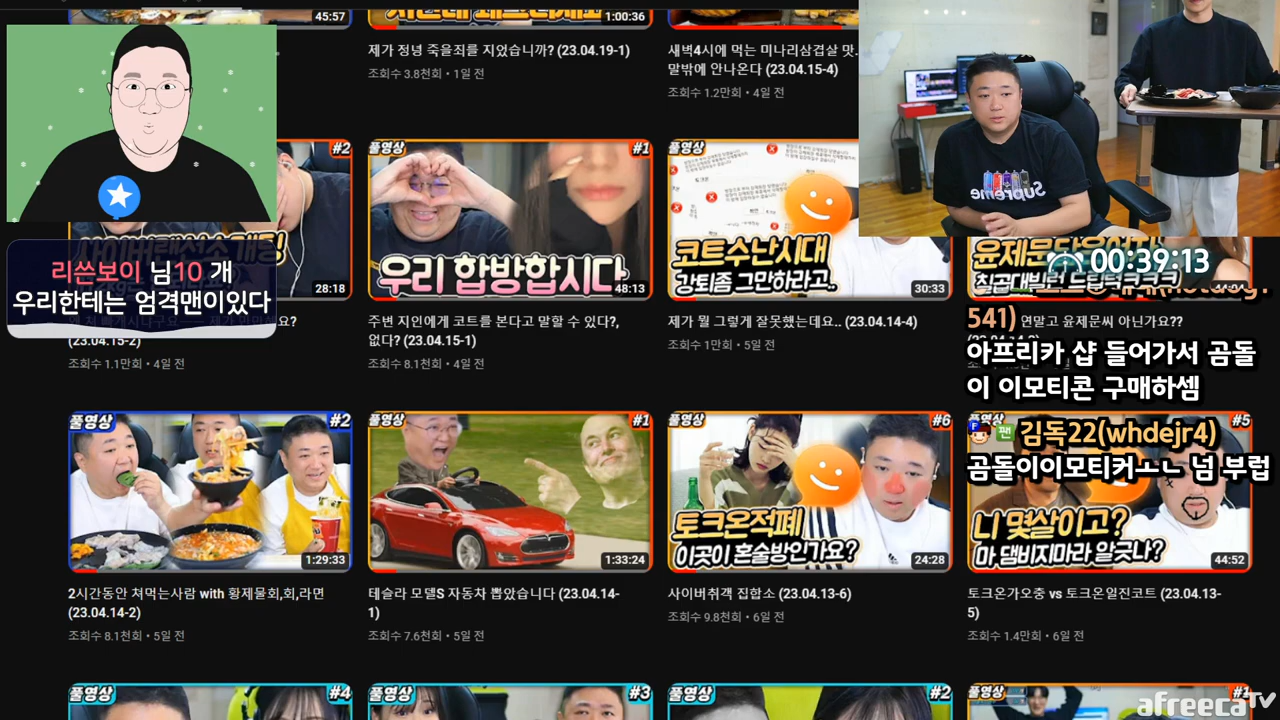 45:57
1:00:36
제가 정녕 죽을죄를 지었습니까? (23.04.19-1)
조회수 3.8천회 • 1일 전
새벽4시에 먹는 미나리삼겹살 맛..
말밖에 안나온다 (23.04.15-4)
조회수 1.2만회 • 4일 전
Supreme
리쓴보이 님10 개
우리한테는 엄격맨이있다
#2
28:18
(23.04.15-2)
조회수 1.1만회 • 4일 전
풀영상
#1
우리 합방합시다
48:13
주변 지인에게 코트를 본다고 말할 수 있다?,
없다? (23.04.15-1)
조회수 8.1천회 • 4일 전
풀영상
코트수난시대
강퇴좀 그만하라고..
30:33
제가 뭘 그렇게 잘못했는데요.. (23.04.14-4)
조회수 1만회 • 5일 전
00:39:13
541) 연말고 윤제문씨 아닌가요??
아프리카 샵 들어가서 곰돌
이 이모티콘 구매하셈
팬 김독22(whdejr4)
곰돌이이모티커ㅗㄴ 넘 부럽
풀영상
#2
1:29:33
2시간동안 쳐먹는사람 with 황제물회,회,라면
(23.04.14-2)
조회수 8.1천회 • 5일 전
풀영상
#1
1:33:24
테슬라 모델S 자동차 뽑았습니다 (23.04.14-
1)
조회수 7.6천회 • 5일 전
풀영상
#6
토크온적폐
이곳이 혼술방인가요?
24:28
사이버취객 집합소 (23.04.13-6)
조회수 9.8천회 • 6일 전
#5
니 몇살이고?
마 댐비지마라 알긋나?
44:52
토크온가오충 vs 토크온일진코트 (23.04.13-
5)
조회수 1.4만회 • 6일 전
풀영상
#4
풀영상
#3
풀영상
#2
풀영상
#1
afreecaTV